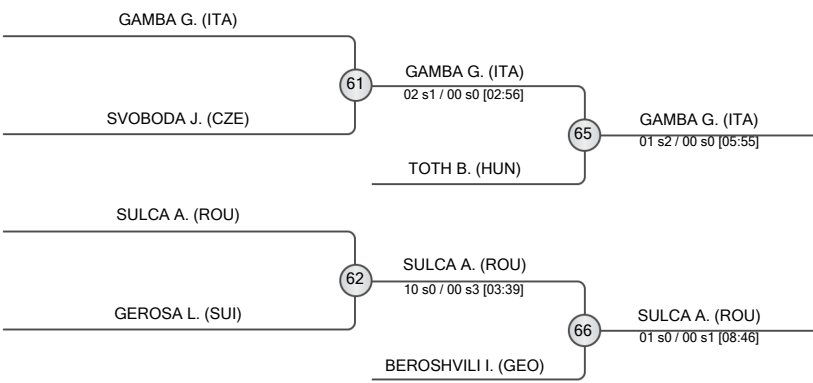 GAMBA G. (ITA)
61
GAMBA G. (ITA)
02 s1 / 00 s0 [02:56]
SVOBODA J. (CZE)
65
GAMBA G. (ITA)
01 s2 / 00 s0 [05:55]
TOTH B. (HUN)
SULCA A. (ROU)
62
SULCA A. (ROU)
10 s0 / 00 s3 [03:39]
GEROSA L. (SUI)
66
SULCA A. (ROU)
01 s0 / 00 s1 [08:46]
BEROSHVILI I. (GEO)